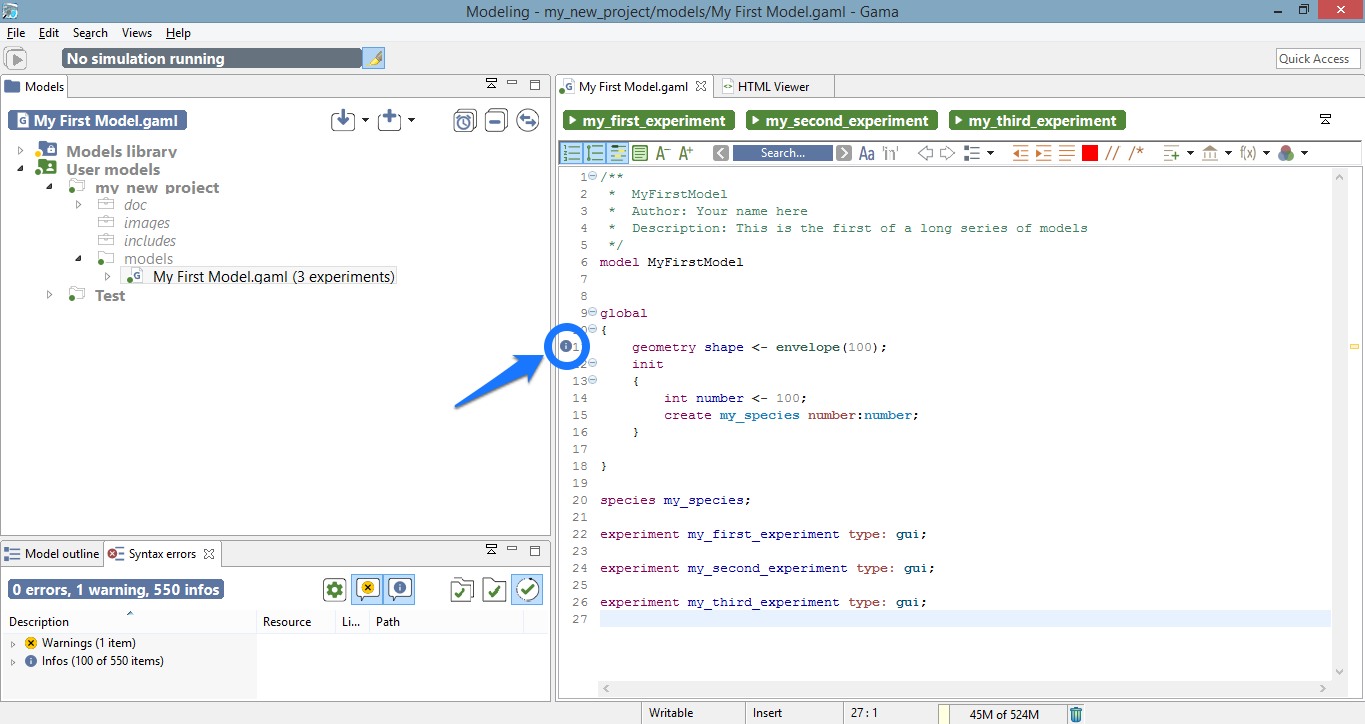 Modeling - my_new_project/models/My First Model.gaml - Gama
File Edit Search Views Help
No simulation running
Quick Access
Models
My First Model.gaml
Models library
User models
my_new_project
doc
images
includes
models
My First Model.gaml (3 experiments)
Test
Model outline Syntax errors
0 errors, 1 warning, 550 infos
Description Resource Li... Path
Warnings (1 item)
Infos (100 of 550 items)
My First Model.gaml HTML Viewer
my_first_experiment my_second_experiment my_third_experiment
A- A+ Search... Aa 'in' // /* f(x)
1 /**
2 * MyFirstModel
3 * Author: Your name here
4 * Description: This is the first of a long series of models
5 */
6 model MyFirstModel
7
8
9 global
{
geometry shape <- envelope(100);
init
13 {
14 int number <- 100;
15 create my_species number:number;
16 }
17
18 }
19
20 species my_species;
21
22 experiment my_first_experiment type: gui;
23
24 experiment my_second_experiment type: gui;
25
26 experiment my_third_experiment type: gui;
27
Writable Insert 27 : 1 45M of 524M